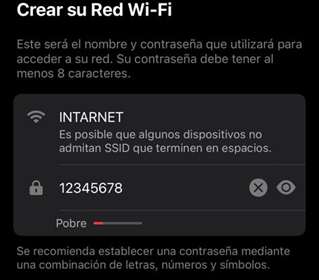 Crear su Red Wi-Fi
Este será el nombre y contraseña que utilizará para
acceder a su red. Su contraseña debe tener al
menos 8 caracteres.
INTARNET
Es posible que algunos dispositivos no
admitan SSID que terminen en espacios.
12345678
Pobre
Se recomienda establecer una contraseña mediante
una combinación de letras, números y símbolos.